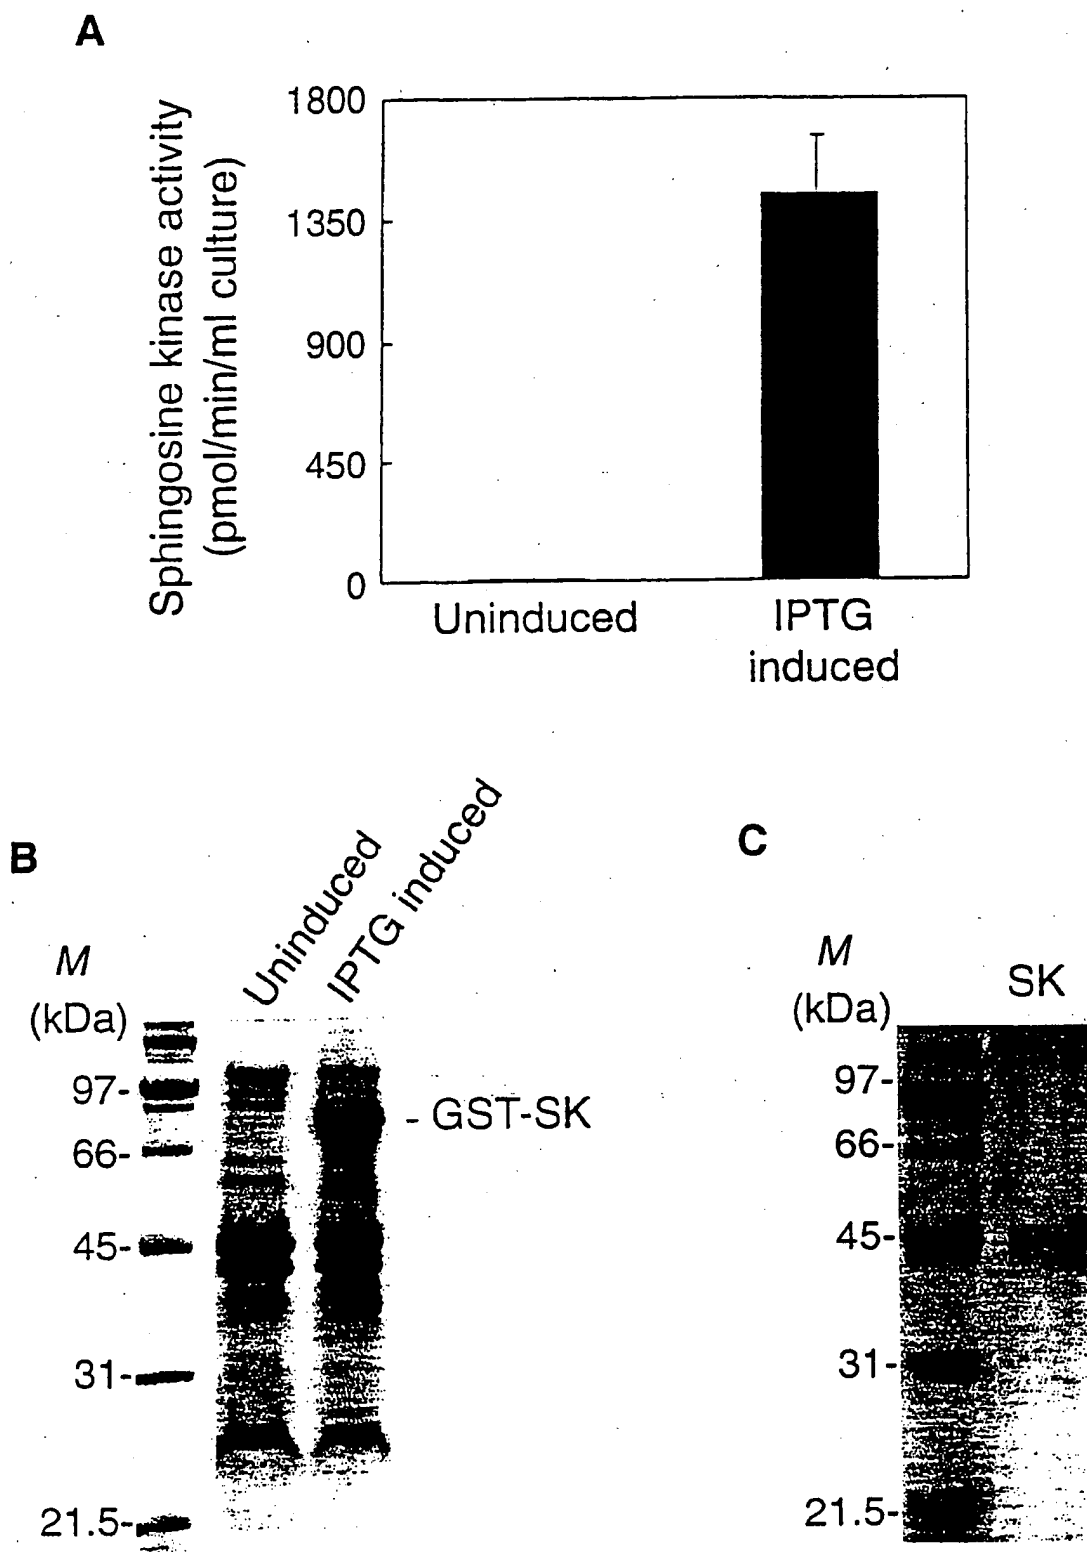 A
Sphingosine kinase activity
(pmol/min/ml culture)
1800
1350
900
450
0
Uninduced
IPTG
induced
B
Uninduced
IPTG induced
M
(kDa)
97-
66-
45-
31-
21.5-
- GST-SK
C
M
(kDa)
SK
97-
66-
45-
31-
21.5-